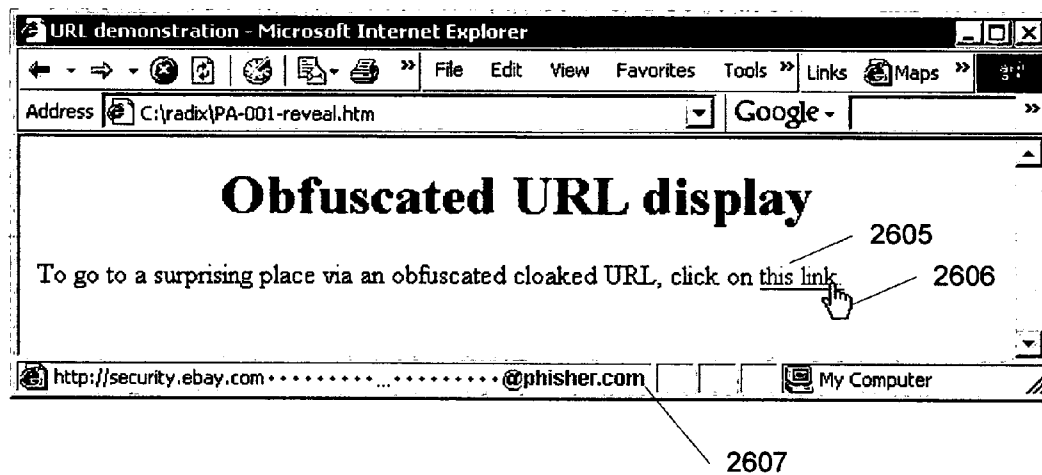 URL demonstration - Microsoft Internet Explorer
» File Edit View Favorites Tools » Links Maps »
Address C:\radix\PA-001-reveal.htm Google »
Obfuscated URL display
2605
To go to a surprising place via an obfuscated cloaked URL, click on this link.
2606
http://security.ebay.com·········...·········@phisher.com My Computer
2607